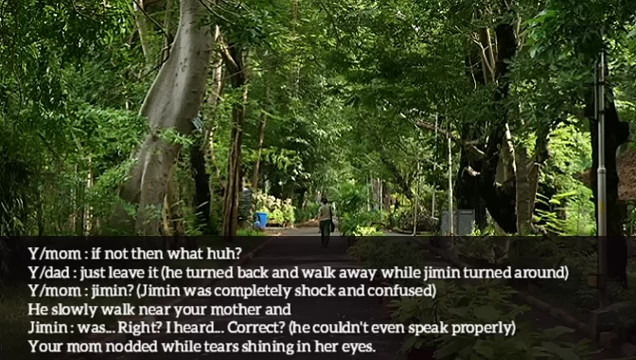 Y/mom : if not then what huh?
Y/dad : just leave it (he turned back and walk away while jimin turned around)
Y/mom : jimin? (Jimin was completely shock and confused)
He slowly walk near your mother and
Jimin : was... Right? I heard... Correct? (he couldn't even speak properly)
Your mom nodded while tears shining in her eyes.